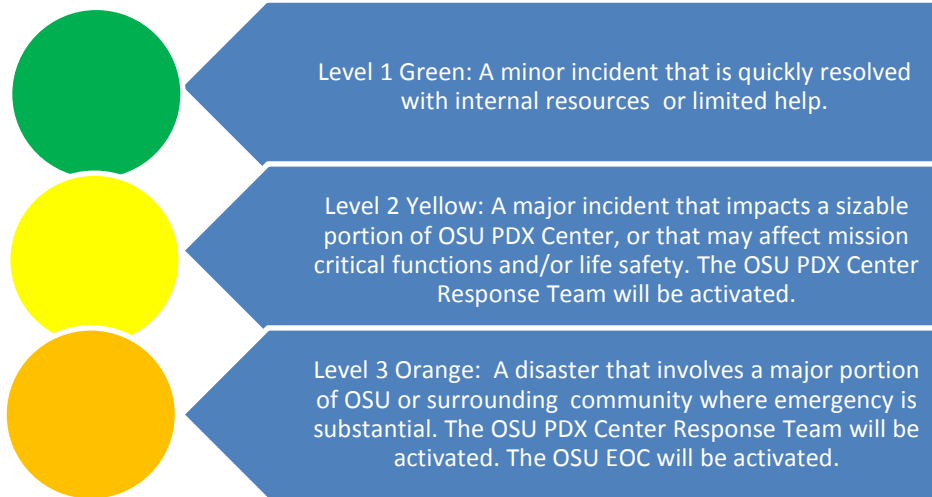 Level 1 Green: A minor incident that is quickly resolved
with internal resources  or limited help.
Level 2 Yellow: A major incident that impacts a sizable
portion of OSU PDX Center, or that may affect mission
critical functions and/or life safety. The OSU PDX Center
Response Team will be activated.
Level 3 Orange:  A disaster that involves a major portion
of OSU or surrounding  community where emergency is
substantial. The OSU PDX Center Response Team will be
activated. The OSU EOC will be activated.